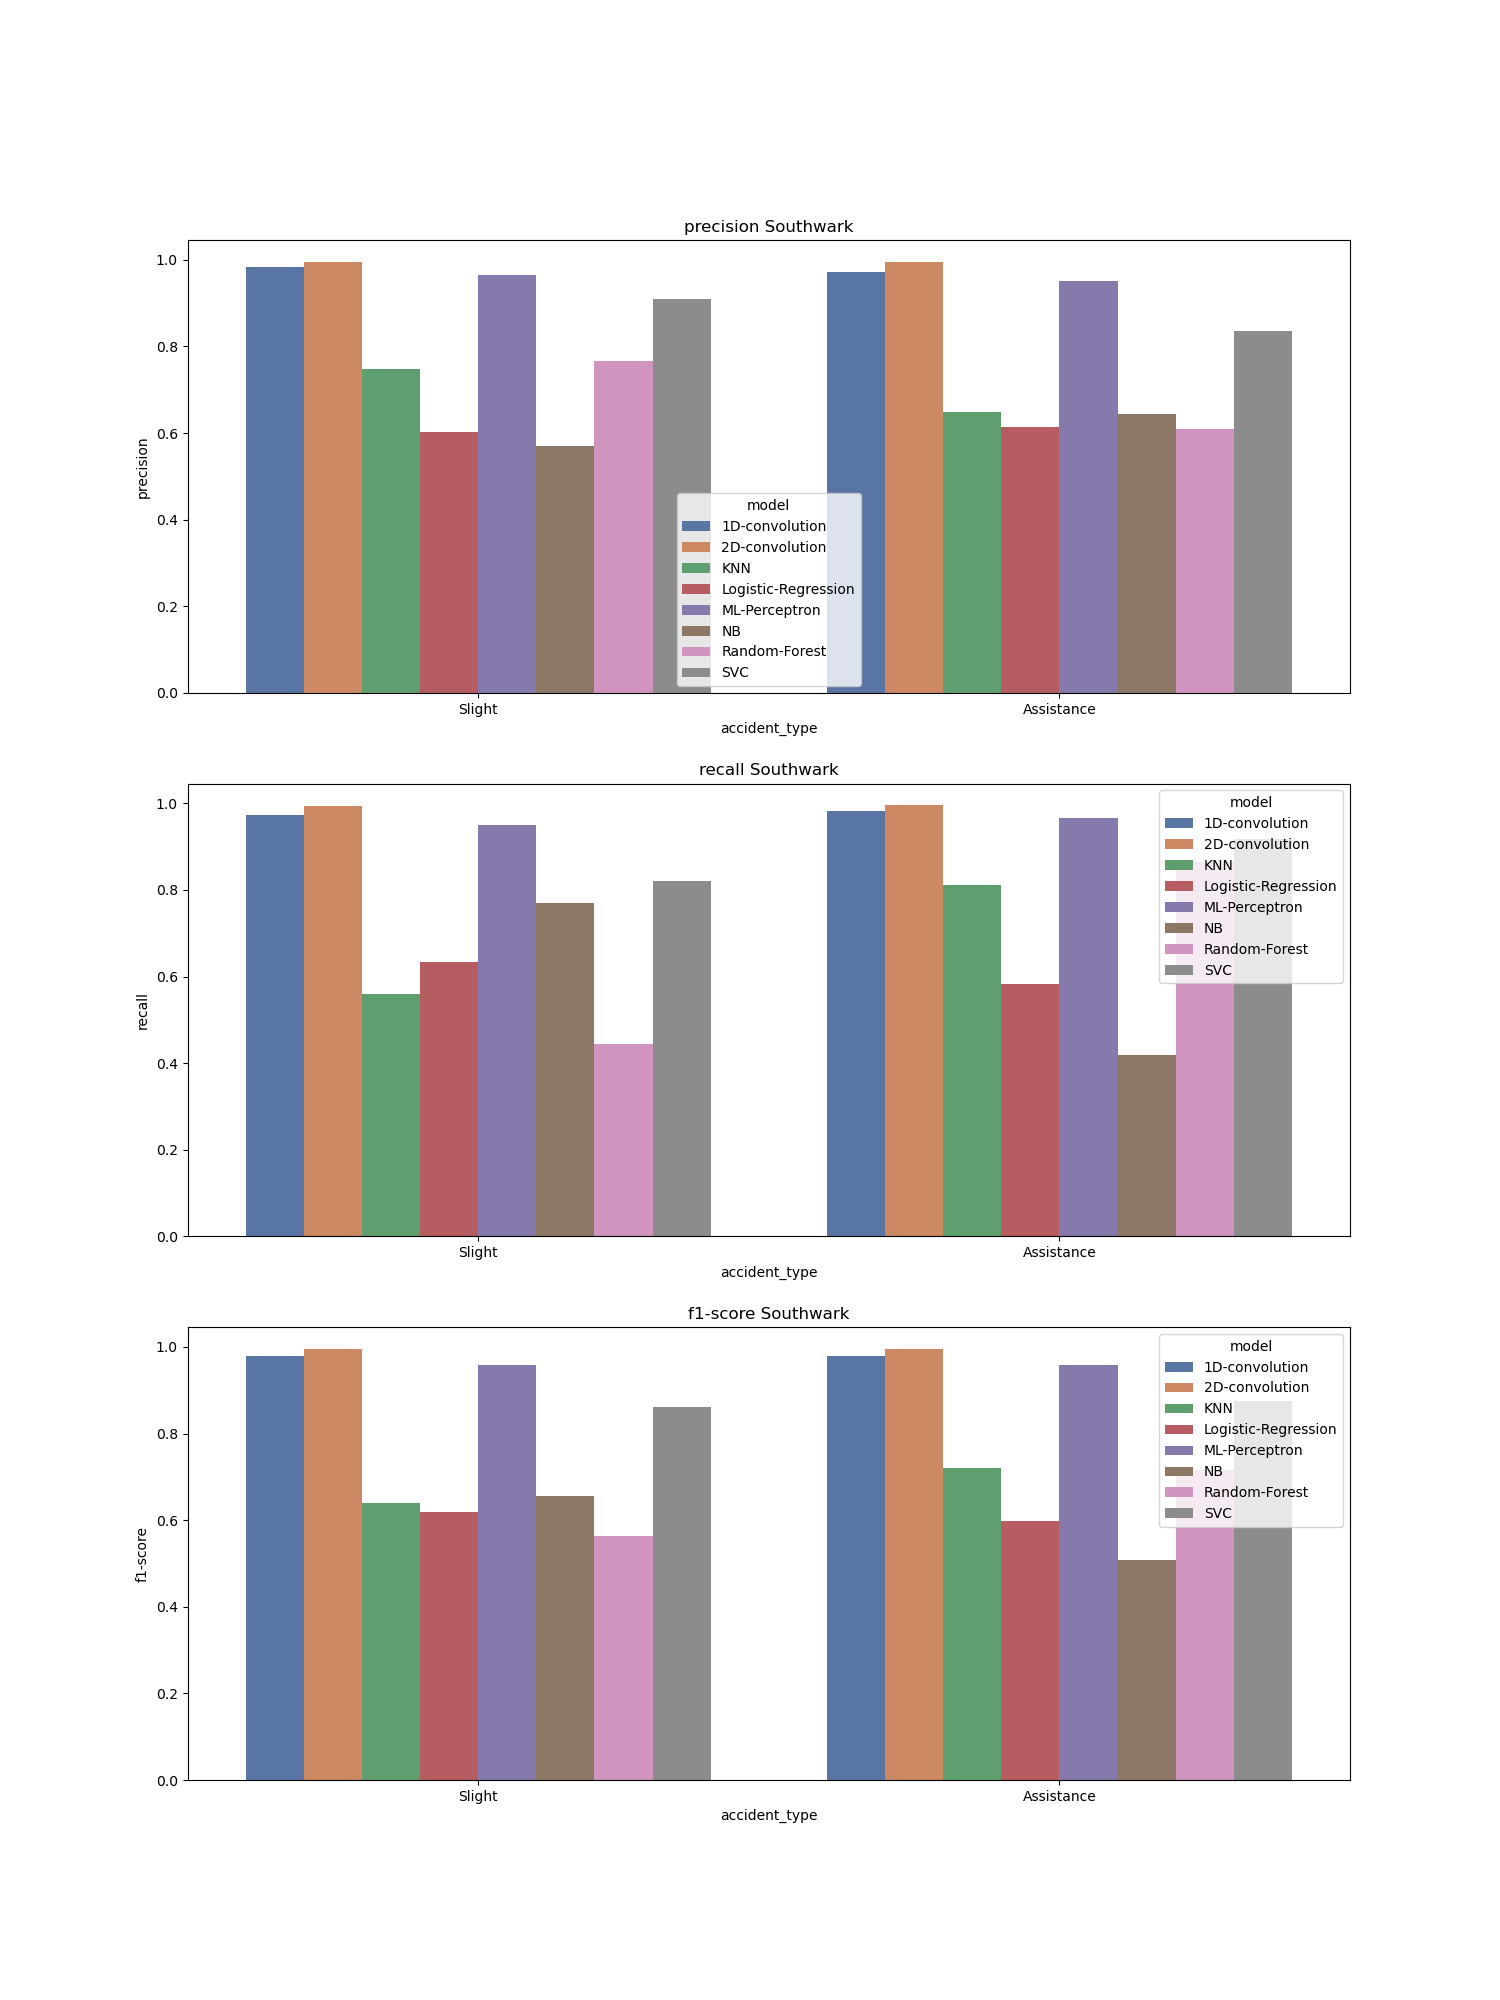 precision Southwark
1.0
0.8
0.6
0.4
0.2
0.0
precision
model
1D-convolution
2D-convolution
KNN
Logistic-Regression
ML-Perceptron
NB
Random-Forest
SVC
Slight
Assistance
accident_type
recall Southwark
1.0
0.8
0.6
0.4
0.2
0.0
recall
model
1D-convolution
2D-convolution
KNN
Logistic-Regression
ML-Perceptron
NB
Random-Forest
SVC
Slight
Assistance
accident_type
f1-score Southwark
1.0
0.8
0.6
0.4
0.2
0.0
f1-score
model
1D-convolution
2D-convolution
KNN
Logistic-Regression
ML-Perceptron
NB
Random-Forest
SVC
Slight
Assistance
accident_type